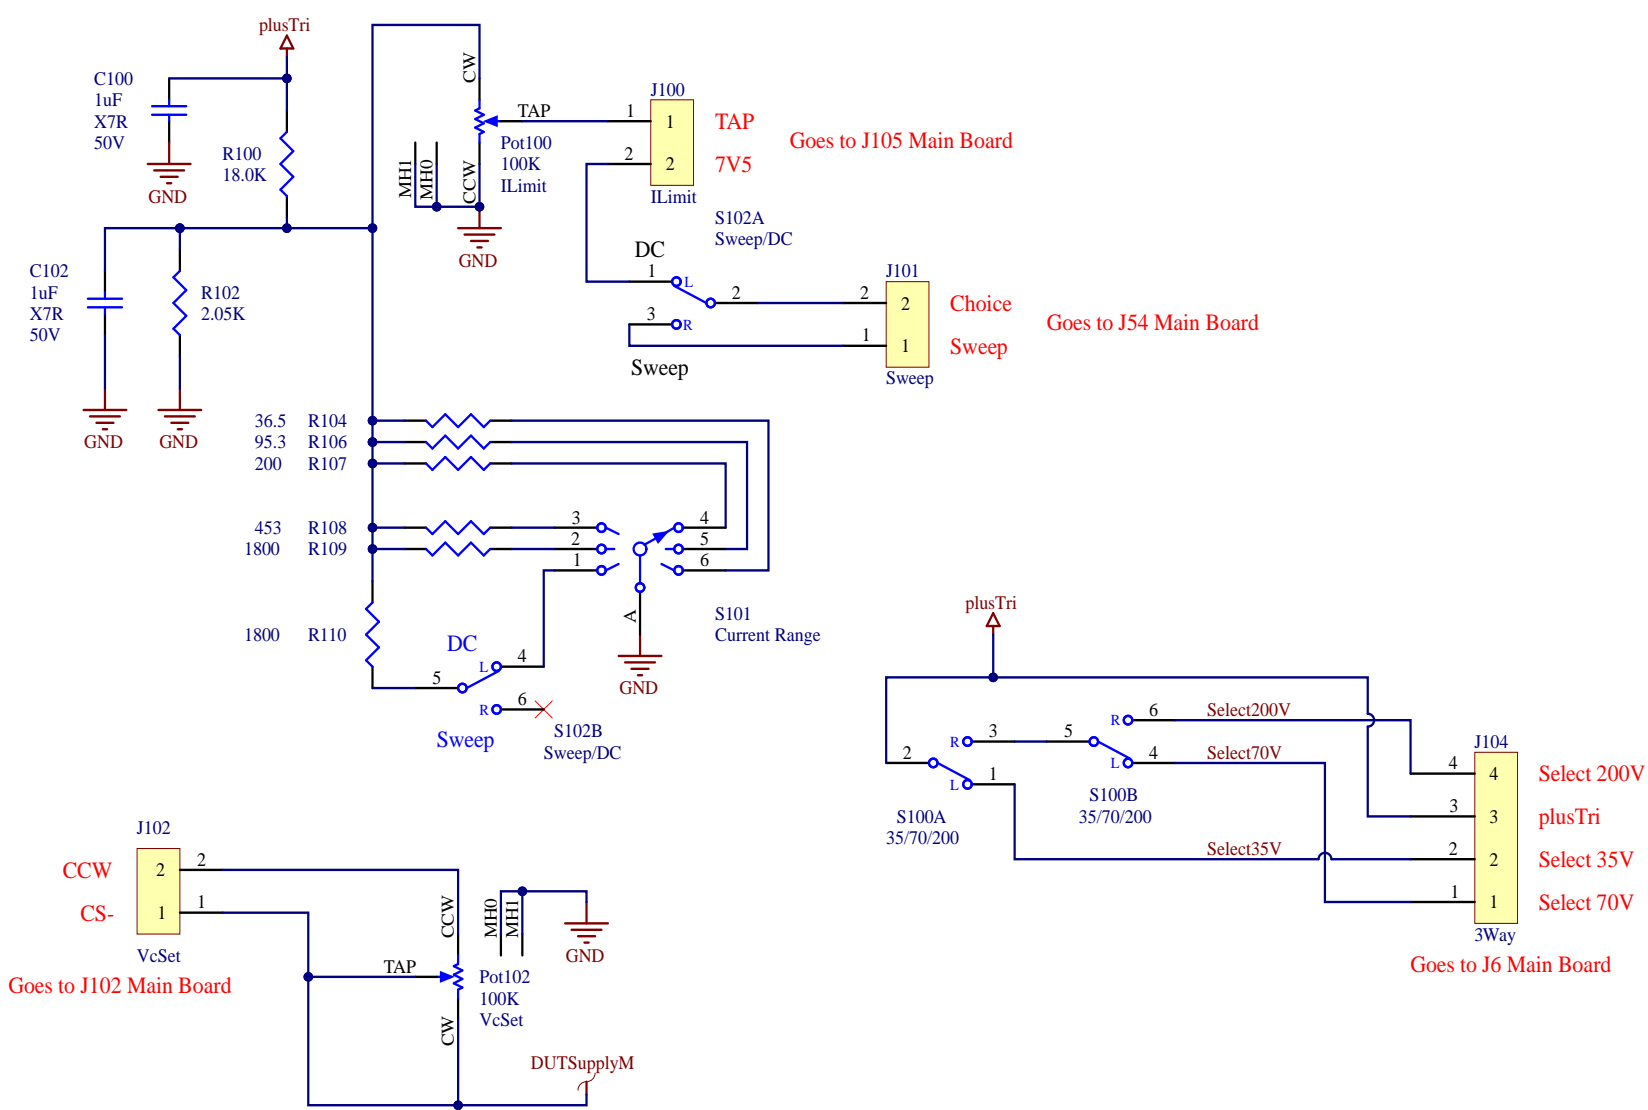 plusTri
C100
1uF
X7R
50V
GND
R100
18.0K
C102
1uF
X7R
50V
GND
R102
2.05K
GND
CW
TAP
Pot100
100K
ILimit
MH1
MH0
CCW
GND
J100
1 1 TAP
2 2 7V5
ILimit
Goes to J105 Main Board
S102A
Sweep/DC
DC
1 L
2
3 R
Sweep
J101
2 2 Choice
1 1 Sweep
Sweep
Goes to J54 Main Board
36.5 R104
95.3 R106
200 R107
453 R108
1800 R109
1800 R110
3 4
2 5
1 6
A
GND
S101
Current Range
DC
L 4
5
R 6
Sweep
S102B
Sweep/DC
plusTri
2
R 3
L 1
S100A
35/70/200
5
R 6
L 4
S100B
35/70/200
Select200V
Select70V
Select35V
J104
4 4 Select 200V
3 3 plusTri
2 2 Select 35V
1 1 Select 70V
3Way
Goes to J6 Main Board
J102
CCW 2 2
CS- 1 1
VcSet
Goes to J102 Main Board
CCW
TAP
CW
Pot102
100K
VcSet
MH0
MH1
GND
DUTSupplyM